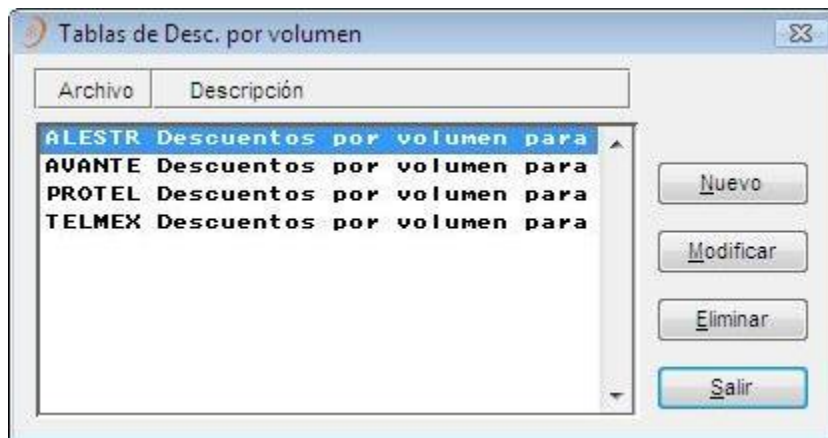 Tablas de Desc. por volumen
Archivo Descripción
ALESTR Descuentos por volumen para
AVANTE Descuentos por volumen para
PROTEL Descuentos por volumen para
TELMEX Descuentos por volumen para
Nuevo
Modificar
Eliminar
Salir